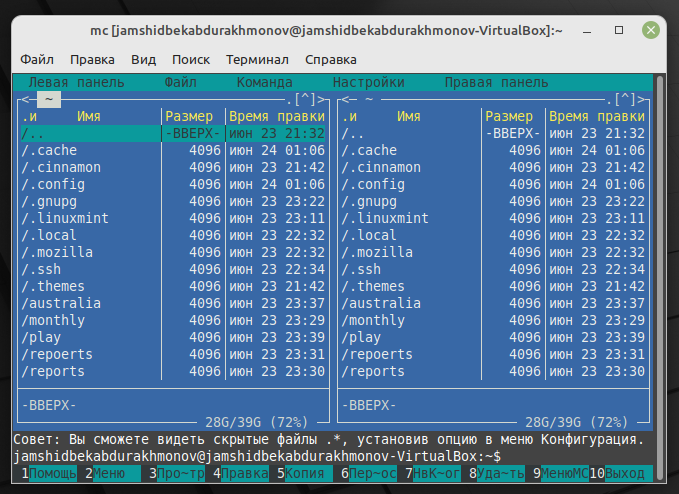 mc [jamshidbekabdurakhmonov@jamshidbekabdurakhmonov-VirtualBox]:~
Файл Правка Вид Поиск Терминал Справка
Левая панель Файл Команда Настройки Правая панель
<─ ~ .[^]> <─ ~ .[^]>
.и Имя Размер Время правки .и Имя Размер Время правки
/.. -ВВЕРХ- июн 23 21:32 /.. -ВВЕРХ- июн 23 21:32
/.cache 4096 июн 24 01:06 /.cache 4096 июн 24 01:06
/.cinnamon 4096 июн 23 21:42 /.cinnamon 4096 июн 23 21:42
/.config 4096 июн 24 01:06 /.config 4096 июн 24 01:06
/.gnupg 4096 июн 23 23:22 /.gnupg 4096 июн 23 23:22
/.linuxmint 4096 июн 23 23:11 /.linuxmint 4096 июн 23 23:11
/.local 4096 июн 23 22:32 /.local 4096 июн 23 22:32
/.mozilla 4096 июн 23 22:32 /.mozilla 4096 июн 23 22:32
/.ssh 4096 июн 23 22:34 /.ssh 4096 июн 23 22:34
/.themes 4096 июн 23 21:42 /.themes 4096 июн 23 21:42
/australia 4096 июн 23 23:37 /australia 4096 июн 23 23:37
/monthly 4096 июн 23 23:29 /monthly 4096 июн 23 23:29
/play 4096 июн 23 23:39 /play 4096 июн 23 23:39
/repoerts 4096 июн 23 23:31 /repoerts 4096 июн 23 23:31
/reports 4096 июн 23 23:30 /reports 4096 июн 23 23:30
-ВВЕРХ- -ВВЕРХ-
28G/39G (72%) 28G/39G (72%)
Совет: Вы сможете видеть скрытые файлы .*, установив опцию в меню Конфигурация.
jamshidbekabdurakhmonov@jamshidbekabdurakhmonov-VirtualBox:~$
1Помощь 2Меню 3Про~тр 4Правка 5Копия 6Пер~ос 7НвК~ог 8Уда~ть 9МенюMC 10Выход